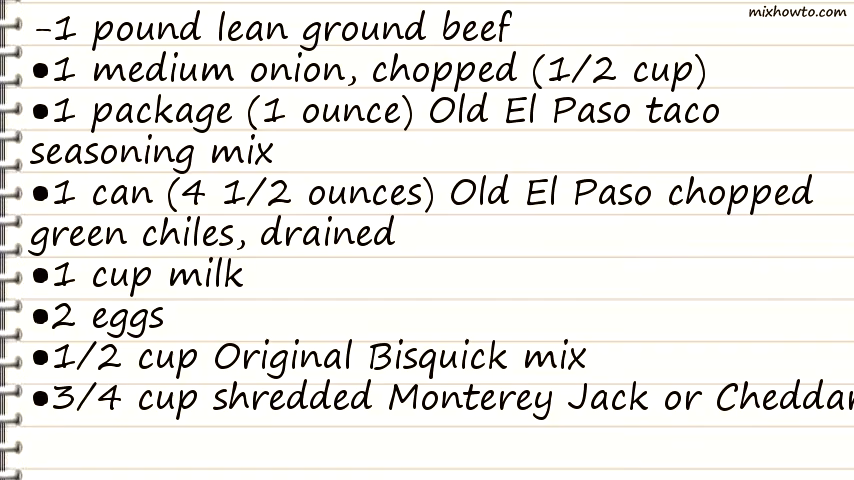 mixhowto.com
-1 pound lean ground beef
•1 medium onion, chopped (1/2 cup)
•1 package (1 ounce) Old El Paso taco
seasoning mix
•1 can (4 1/2 ounces) Old El Paso chopped
green chiles, drained
•1 cup milk
•2 eggs
•1/2 cup Original Bisquick mix
•3/4 cup shredded Monterey Jack or Cheddar